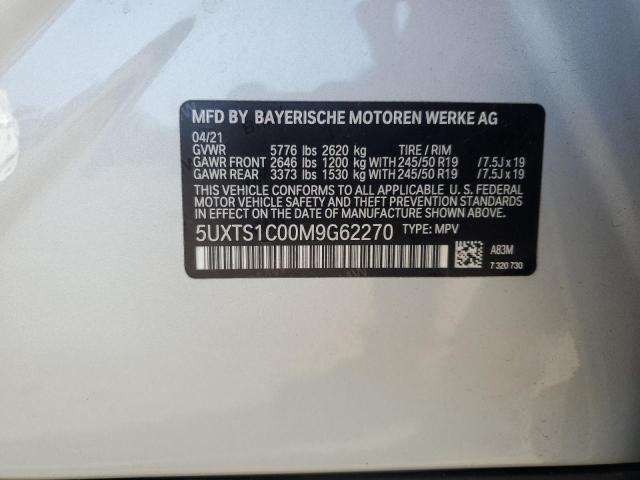 MFD BY BAYERISCHE MOTOREN WERKE AG
04/21
GVWR 5776 lbs 2620 kg TIRE / RIM
GAWR FRONT 2646 lbs 1200 kg WITH 245/50 R19 /7.5J x 19
GAWR REAR 3373 lbs 1530 kg WITH 245/50 R19 /7.5J x 19
THIS VEHICLE CONFORMS TO ALL APPLICABLE U. S. FEDERAL
MOTOR VEHICLE SAFETY AND THEFT PREVENTION STANDARDS
IN EFFECT ON THE DATE OF MANUFACTURE SHOWN ABOVE.
5UXTS1C00M9G62270 TYPE: MPV
A83M
7 320 730